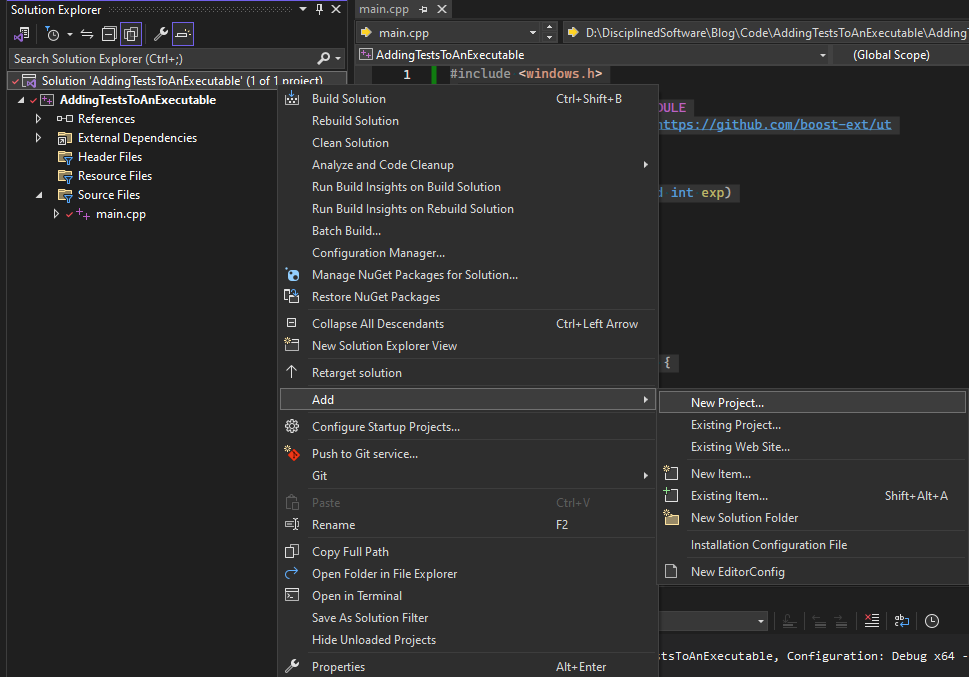 Solution Explorer
Search Solution Explorer (Ctrl+;)
Solution 'AddingTestsToAnExecutable' (1 of 1 project)
AddingTestsToAnExecutable
References
External Dependencies
Header Files
Resource Files
Source Files
main.cpp
main.cpp
main.cpp
D:\DisciplinedSoftware\Blog\Code\AddingTestsToAnExecutable\Adding
AddingTestsToAnExecutable
(Global Scope)
1 #include <windows.h>
DULE
https://github.com/boost-ext/ut
d int exp)
{
Build Solution Ctrl+Shift+B
Rebuild Solution
Clean Solution
Analyze and Code Cleanup
Run Build Insights on Build Solution
Run Build Insights on Rebuild Solution
Batch Build...
Configuration Manager...
Manage NuGet Packages for Solution...
Restore NuGet Packages
Collapse All Descendants Ctrl+Left Arrow
New Solution Explorer View
Retarget solution
Add
Configure Startup Projects...
Push to Git service...
Git
Paste Ctrl+V
Rename F2
Copy Full Path
Open Folder in File Explorer
Open in Terminal
Save As Solution Filter
Hide Unloaded Projects
Properties Alt+Enter
New Project...
Existing Project...
Existing Web Site...
New Item...
Existing Item... Shift+Alt+A
New Solution Folder
Installation Configuration File
New EditorConfig
stsToAnExecutable, Configuration: Debug x64 -